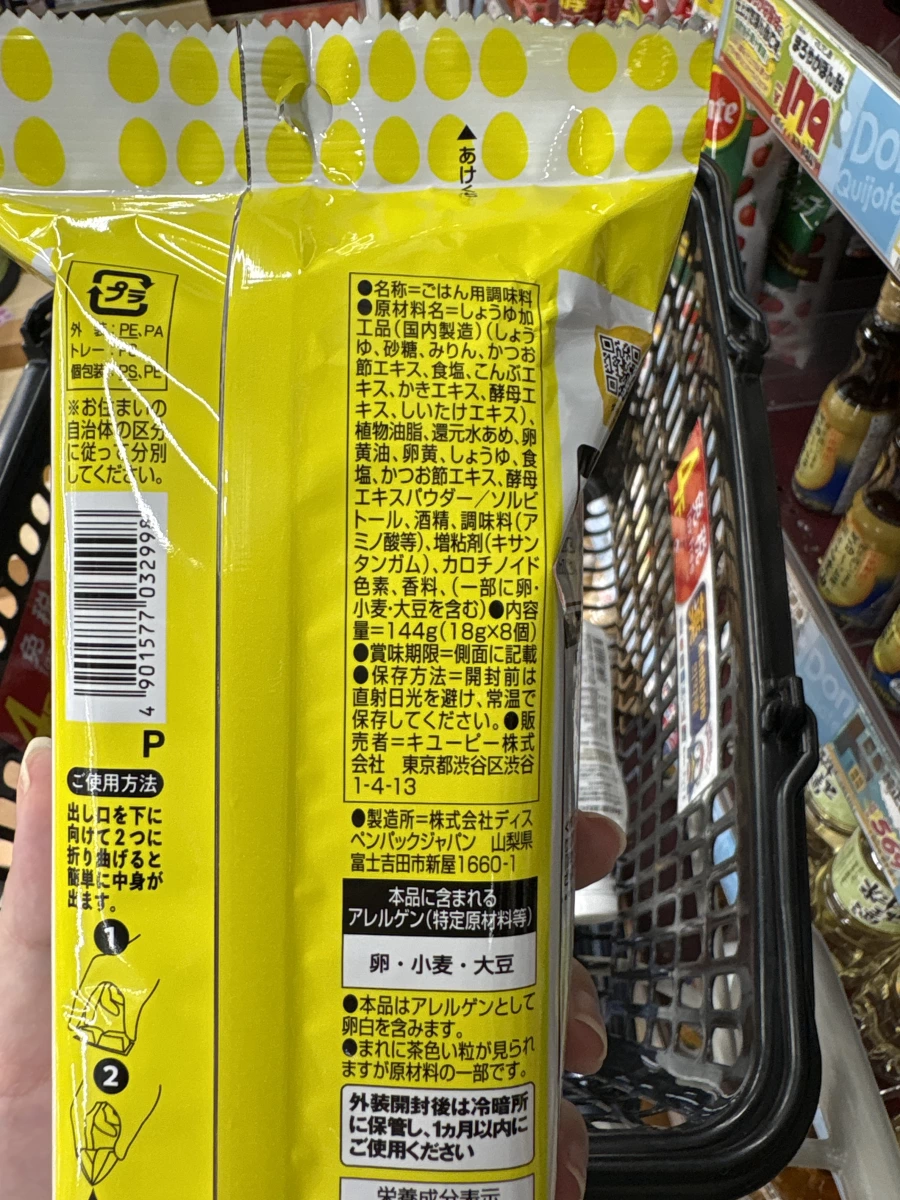 ▲あけ
プラ
外 装:PE,PA
トレー:
個包装:PS,PE
※お住まいの
自治体の区分
に従って分別
してください。
4 901577 032998
P
ご使用方法
出し口を下に
向けて2つに
折り曲げると
簡単に中身が
出ます。
1
2
●名称=ごはん用調味料
●原材料名=しょうゆ加
工品(国内製造)(しょう
ゆ、砂糖、みりん、かつお
節エキス、食塩、こんぶエ
キス、かきエキス、酵母エ
キス、しいたけエキス)、
植物油脂、還元水あめ、卵
黄油、卵黄、しょうゆ、食
塩、かつお節エキス、酵母
エキスパウダー/ソルビ
トール、酒精、調味料(ア
ミノ酸等)、増粘剤(キサン
タンガム)、カロチノイド
色素、香料、(一部に卵・
小麦・大豆を含む)●内容
量=144g(18g×8個)
●賞味期限=側面に記載
●保存方法=開封前は
直射日光を避け、常温で
保存してください。●販
売者=キユーピー株式
会社 東京都渋谷区渋谷
1-4-13
●製造所=株式会社ディス
ペンパックジャパン 山梨県
富士吉田市新屋1660-1
本品に含まれる
アレルゲン(特定原材料等)
卵・小麦・大豆
●本品はアレルゲンとして
卵白を含みます。
●まれに茶色い粒が見られ
ますが原材料の一部です。
外装開封後は冷暗所
に保管し、1ヵ月以内に
ご使用ください
栄養成分表示
179
Don
Quijote